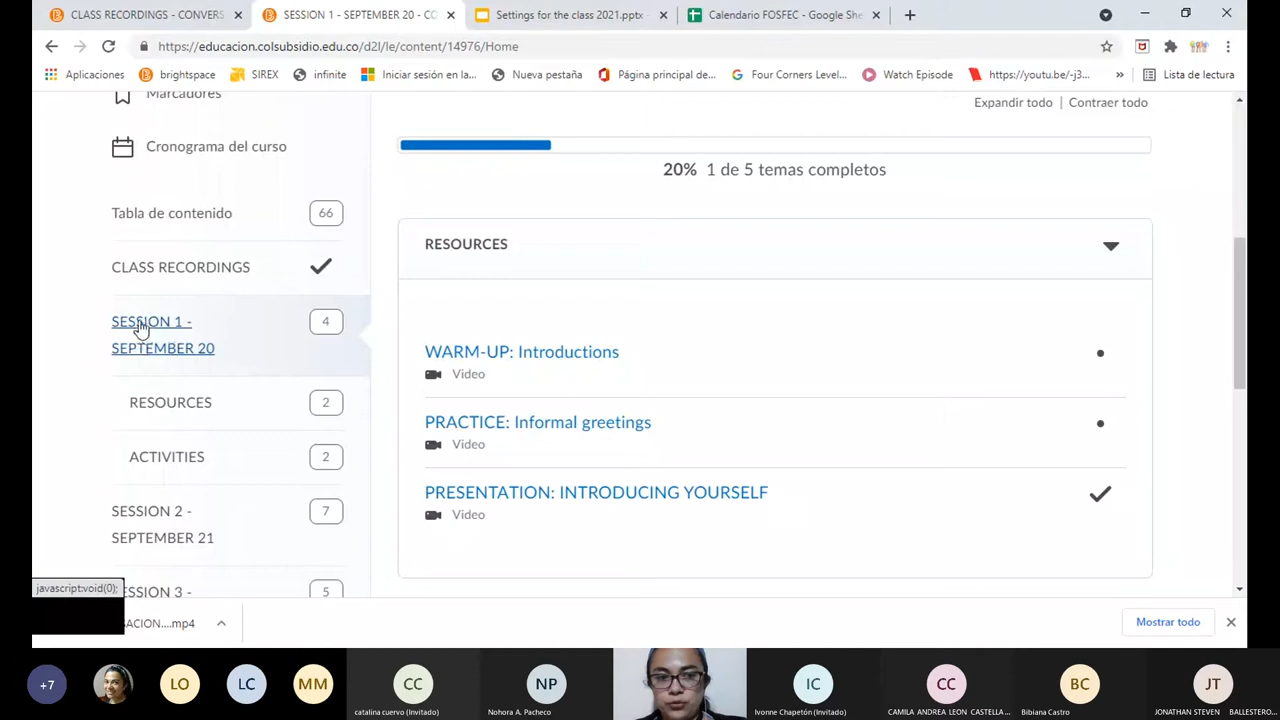 CLASS RECORDINGS - CONVERS
SESSION 1 - SEPTEMBER 20 - CO
Settings for the class 2021.pptx
Calendario FOSFEC - Google She
https://educacion.colsubsidio.edu.co/d2l/le/content/14976/Home
Aplicaciones
brightspace
SIREX
infinite
Iniciar sesión en la...
Nueva pestaña
Página principal de...
Four Corners Level...
Watch Episode
https://youtu.be/-j3...
»
Lista de lectura
Marcadores
Cronograma del curso
Tabla de contenido
66
CLASS RECORDINGS
SESSION 1 -
SEPTEMBER 20
4
RESOURCES
2
ACTIVITIES
2
SESSION 2 -
SEPTEMBER 21
7
ESSION 3 -
5
Expandir todo | Contraer todo
20% 1 de 5 temas completos
RESOURCES
WARM-UP: Introductions
Video
PRACTICE: Informal greetings
Video
PRESENTATION: INTRODUCING YOURSELF
Video
javascript:void(0);
SACION....mp4
Mostrar todo
+7
LO
LC
MM
CC
catalina cuervo (Invitado)
NP
Nohora A. Pacheco
IC
Ivonne Chapetón (Invitado)
CC
CAMILA ANDREA LEON CASTELLA...
BC
Bibiana Castro
JT
JONATHAN STEVEN BALLESTERO...